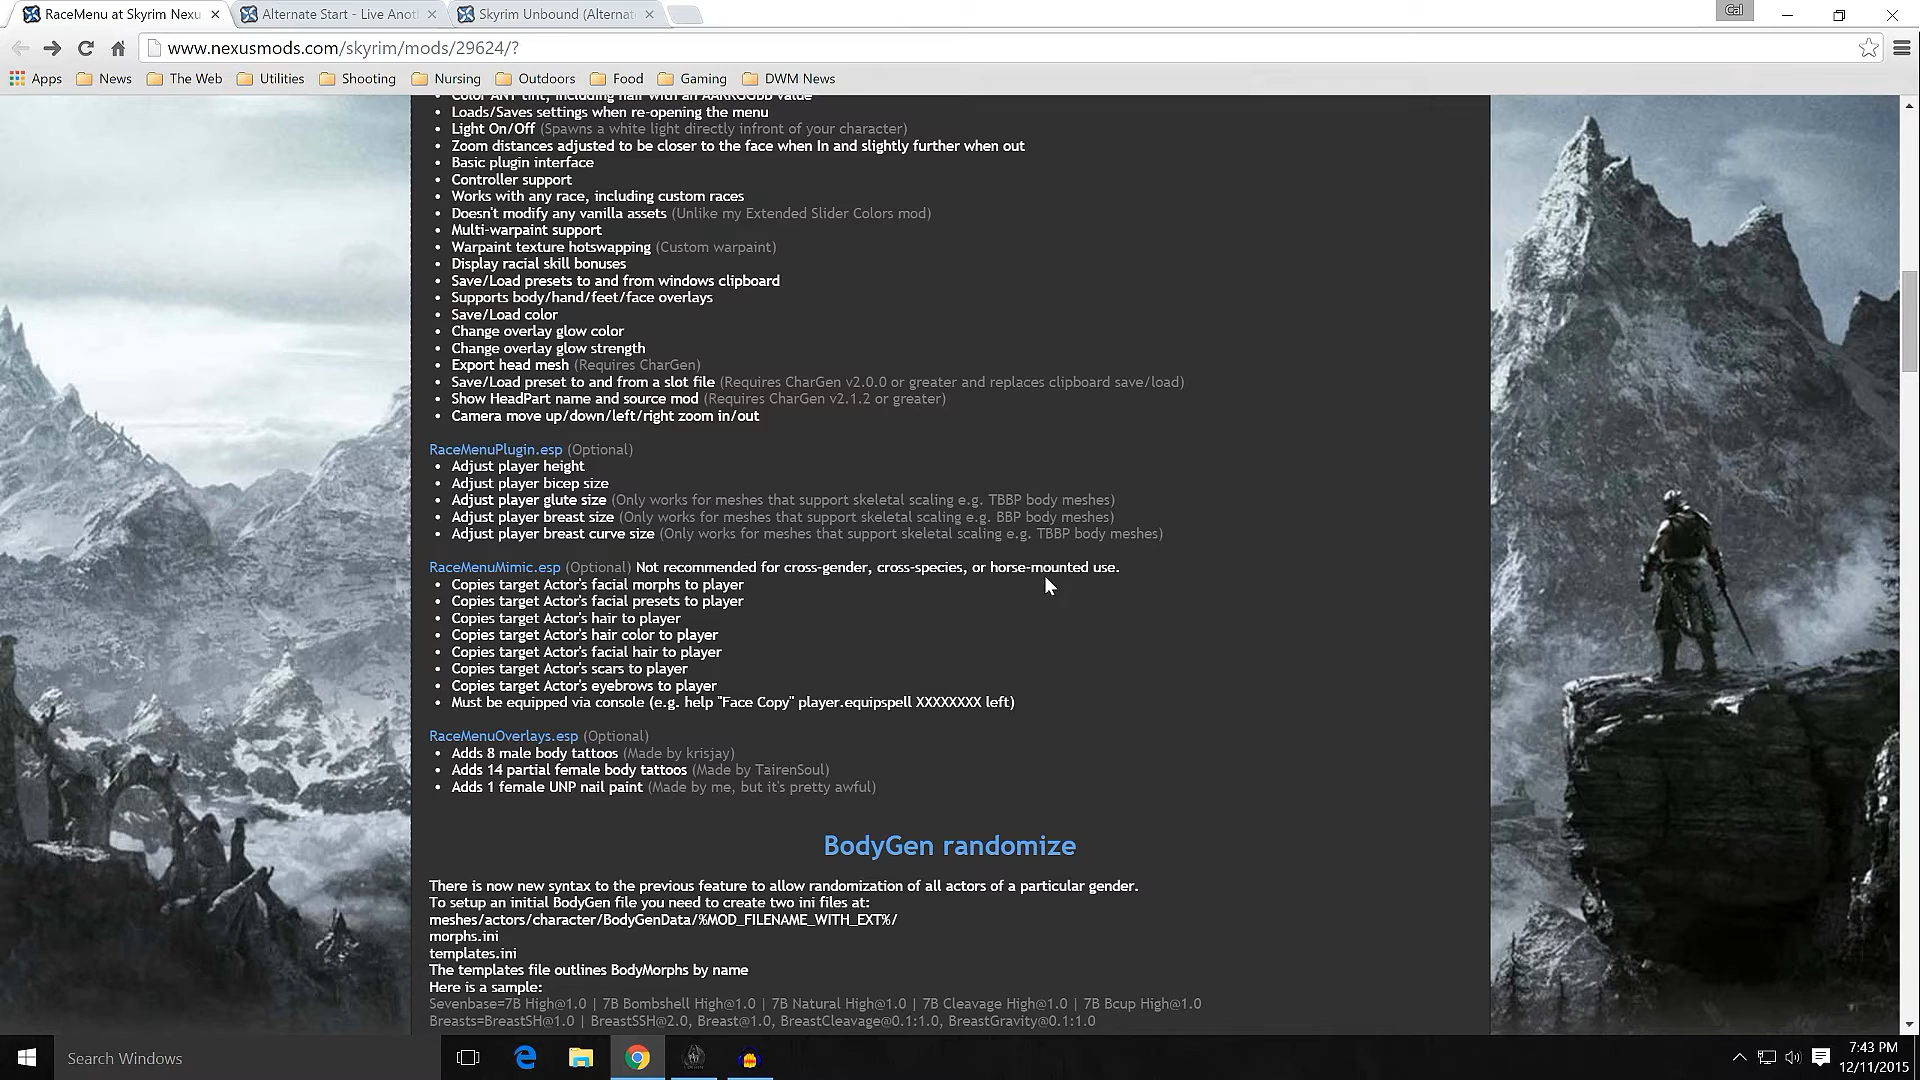 RaceMenu at Skyrim Nexu
Alternate Start - Live Anot
Skyrim Unbound (Alternat
Cal
www.nexusmods.com/skyrim/mods/29624/?
Apps News The Web Utilities Shooting Nursing Outdoors Food Gaming DWM News
• Color ANY tint, including hair with an AARRGGBB value
• Loads/Saves settings when re-opening the menu
• Light On/Off (Spawns a white light directly infront of your character)
• Zoom distances adjusted to be closer to the face when In and slightly further when out
• Basic plugin interface
• Controller support
• Works with any race, including custom races
• Doesn't modify any vanilla assets (Unlike my Extended Slider Colors mod)
• Multi-warpaint support
• Warpaint texture hotswapping (Custom warpaint)
• Display racial skill bonuses
• Save/Load presets to and from windows clipboard
• Supports body/hand/feet/face overlays
• Save/Load color
• Change overlay glow color
• Change overlay glow strength
• Export head mesh (Requires CharGen)
• Save/Load preset to and from a slot file (Requires CharGen v2.0.0 or greater and replaces clipboard save/load)
• Show HeadPart name and source mod (Requires CharGen v2.1.2 or greater)
• Camera move up/down/left/right zoom in/out
RaceMenuPlugin.esp (Optional)
• Adjust player height
• Adjust player bicep size
• Adjust player glute size (Only works for meshes that support skeletal scaling e.g. TBBP body meshes)
• Adjust player breast size (Only works for meshes that support skeletal scaling e.g. BBP body meshes)
• Adjust player breast curve size (Only works for meshes that support skeletal scaling e.g. TBBP body meshes)
RaceMenuMimic.esp (Optional) Not recommended for cross-gender, cross-species, or horse-mounted use.
• Copies target Actor's facial morphs to player
• Copies target Actor's facial presets to player
• Copies target Actor's hair to player
• Copies target Actor's hair color to player
• Copies target Actor's facial hair to player
• Copies target Actor's scars to player
• Copies target Actor's eyebrows to player
• Must be equipped via console (e.g. help "Face Copy" player.equipspell XXXXXXXX left)
RaceMenuOverlays.esp (Optional)
• Adds 8 male body tattoos (Made by krisjay)
• Adds 14 partial female body tattoos (Made by TairenSoul)
• Adds 1 female UNP nail paint (Made by me, but it's pretty awful)
BodyGen randomize
There is now new syntax to the previous feature to allow randomization of all actors of a particular gender.
To setup an initial BodyGen file you need to create two ini files at:
meshes/actors/character/BodyGenData/%MOD_FILENAME_WITH_EXT%/
morphs.ini
templates.ini
The templates file outlines BodyMorphs by name
Here is a sample:
Sevenbase=7B High@1.0 | 7B Bombshell High@1.0 | 7B Natural High@1.0 | 7B Cleavage High@1.0 | 7B Bcup High@1.0
Breasts=BreastSH@1.0 | BreastSSH@2.0, Breast@1.0, BreastCleavage@0.1:1.0, BreastGravity@0.1:1.0
Search Windows
7:43 PM
12/11/2015